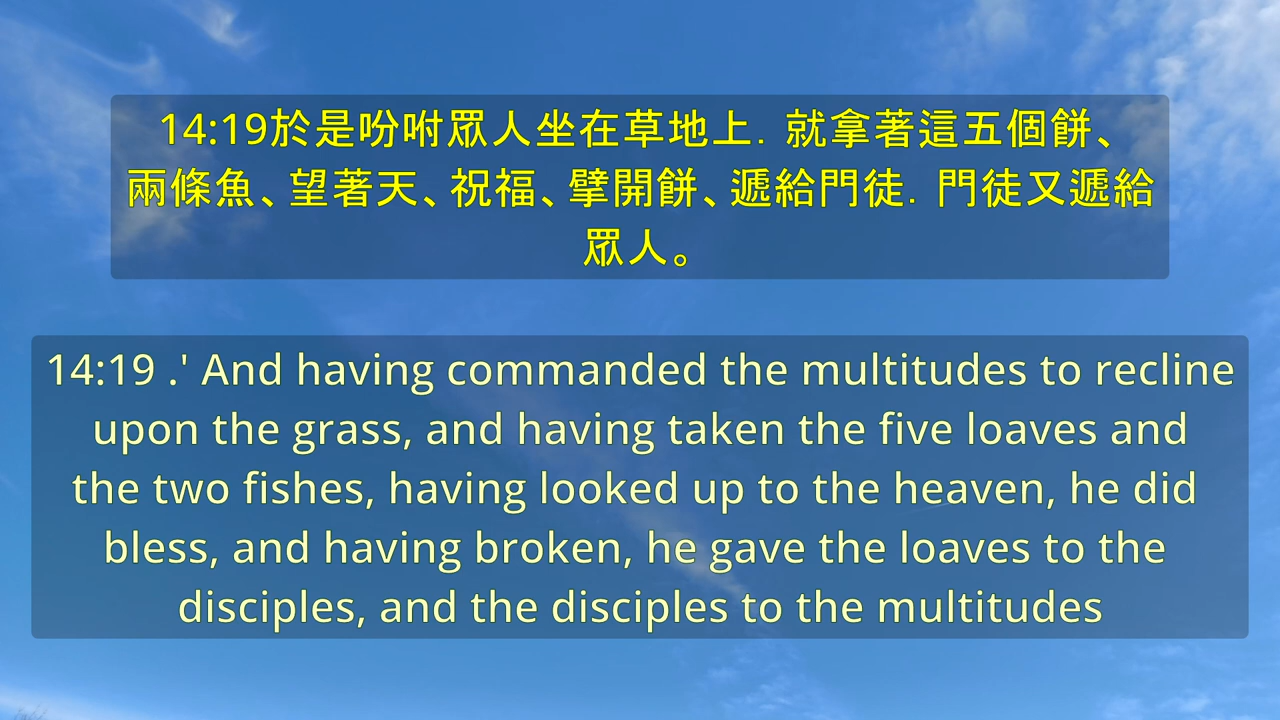 14:19於是吩咐眾人坐在草地上．就拿著這五個餅、
兩條魚、望著天、祝福、擘開餅、遞給門徒．門徒又遞給
眾人。
14:19 .' And having commanded the multitudes to recline
upon the grass, and having taken the five loaves and
the two fishes, having looked up to the heaven, he did
bless, and having broken, he gave the loaves to the
disciples, and the disciples to the multitudes